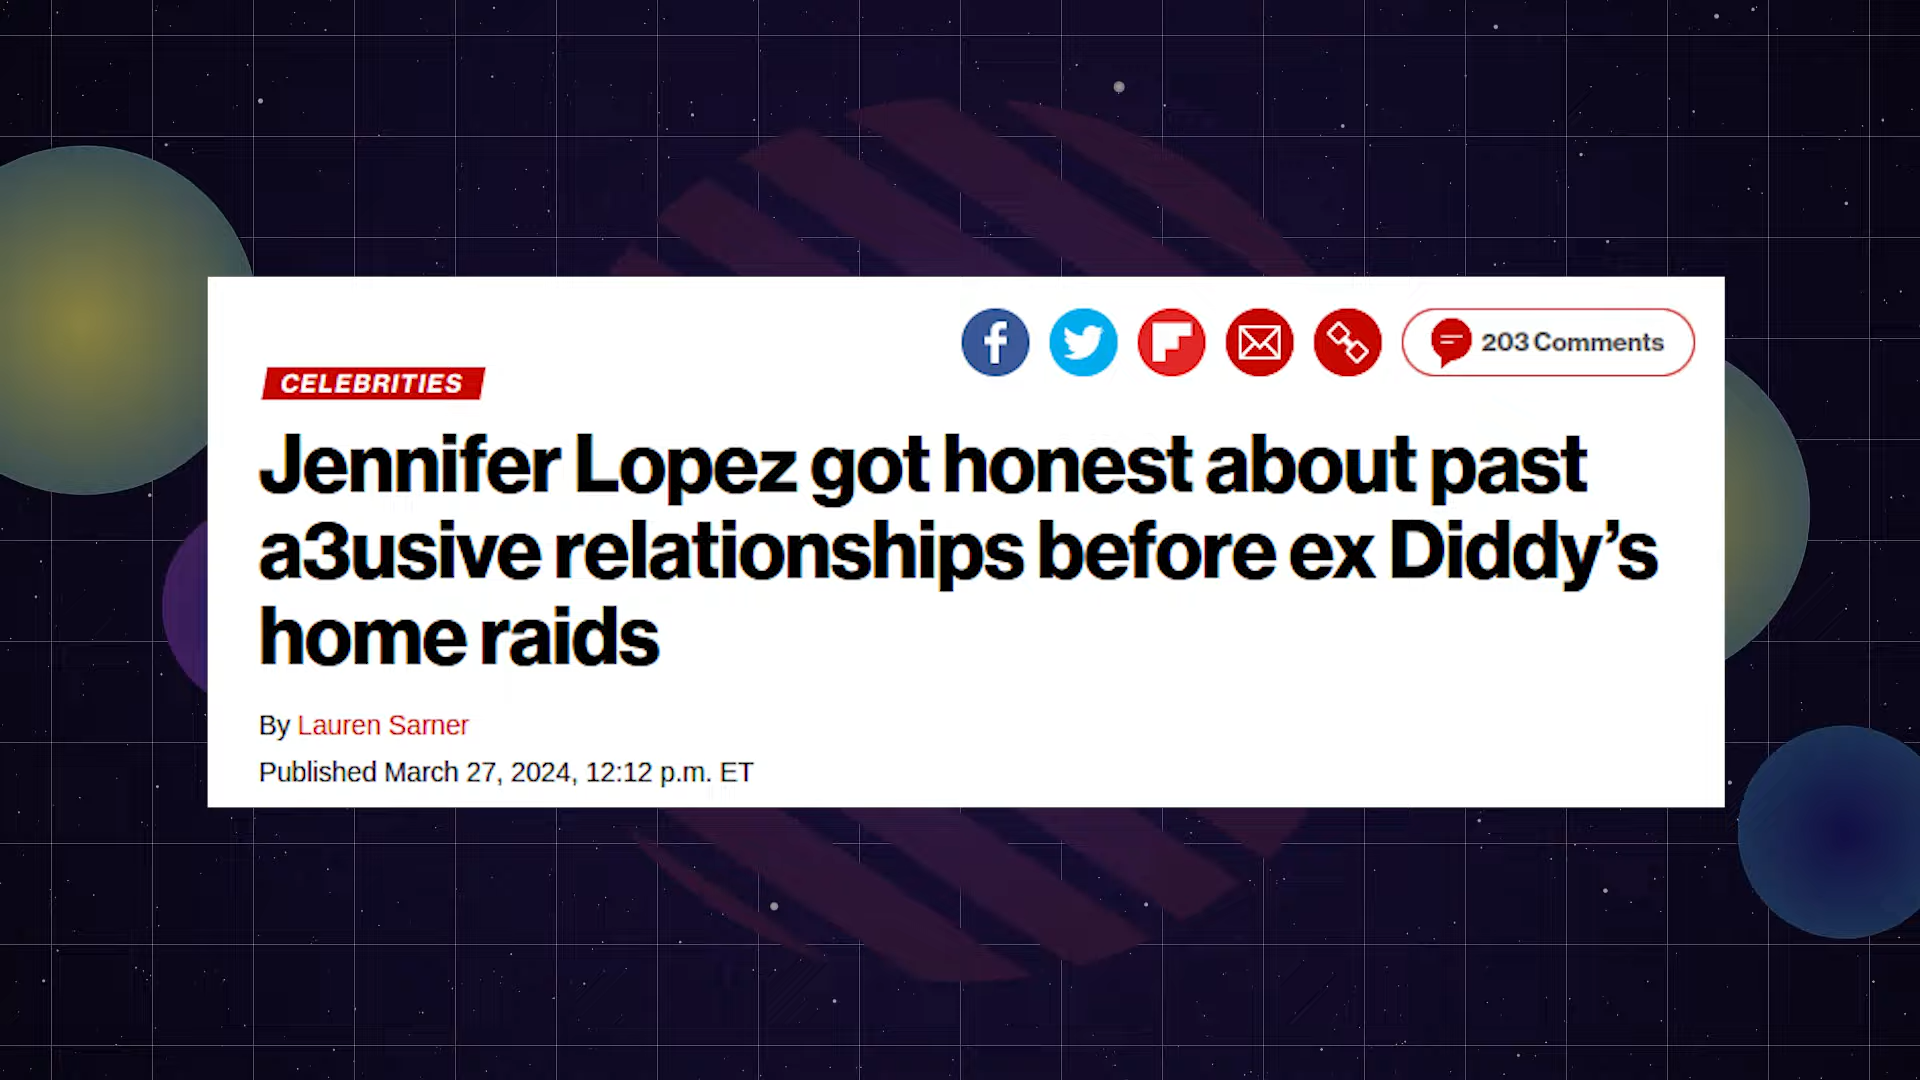 203 Comments
CELEBRITIES
Jennifer Lopez got honest about past
a3usive relationships before ex Diddy’s
home raids
By Lauren Sarner
Published March 27, 2024, 12:12 p.m. ET